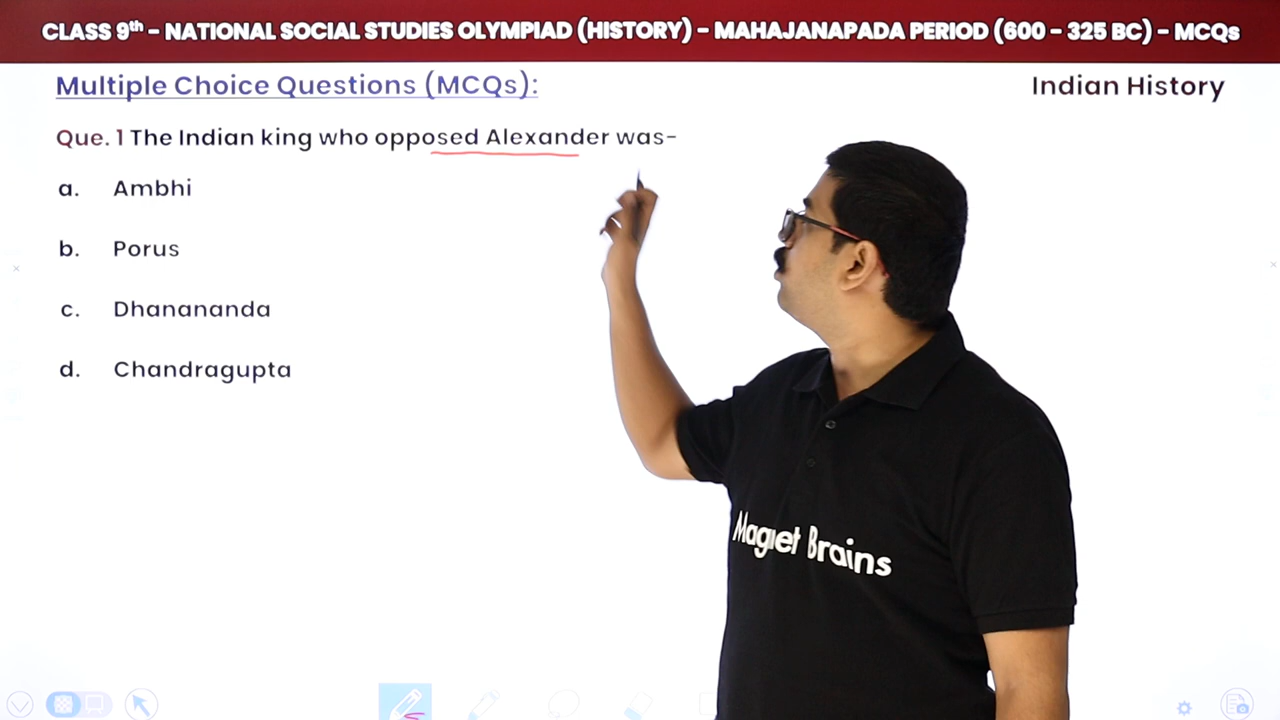 CLASS 9th - NATIONAL SOCIAL STUDIES OLYMPIAD (HISTORY) - MAHAJANAPADA PERIOD (600 - 325 BC) - MCQs
Multiple Choice Questions (MCQs):
Indian History
Que. 1 The Indian king who opposed Alexander was-
a. Ambhi
b. Porus
c. Dhanananda
d. Chandragupta
Magnet Brains